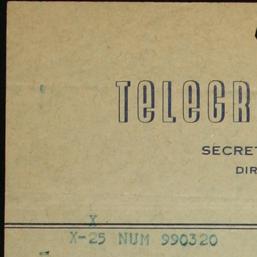 TELEGR
SECRET
DIR
X
X-25 NUM 990320